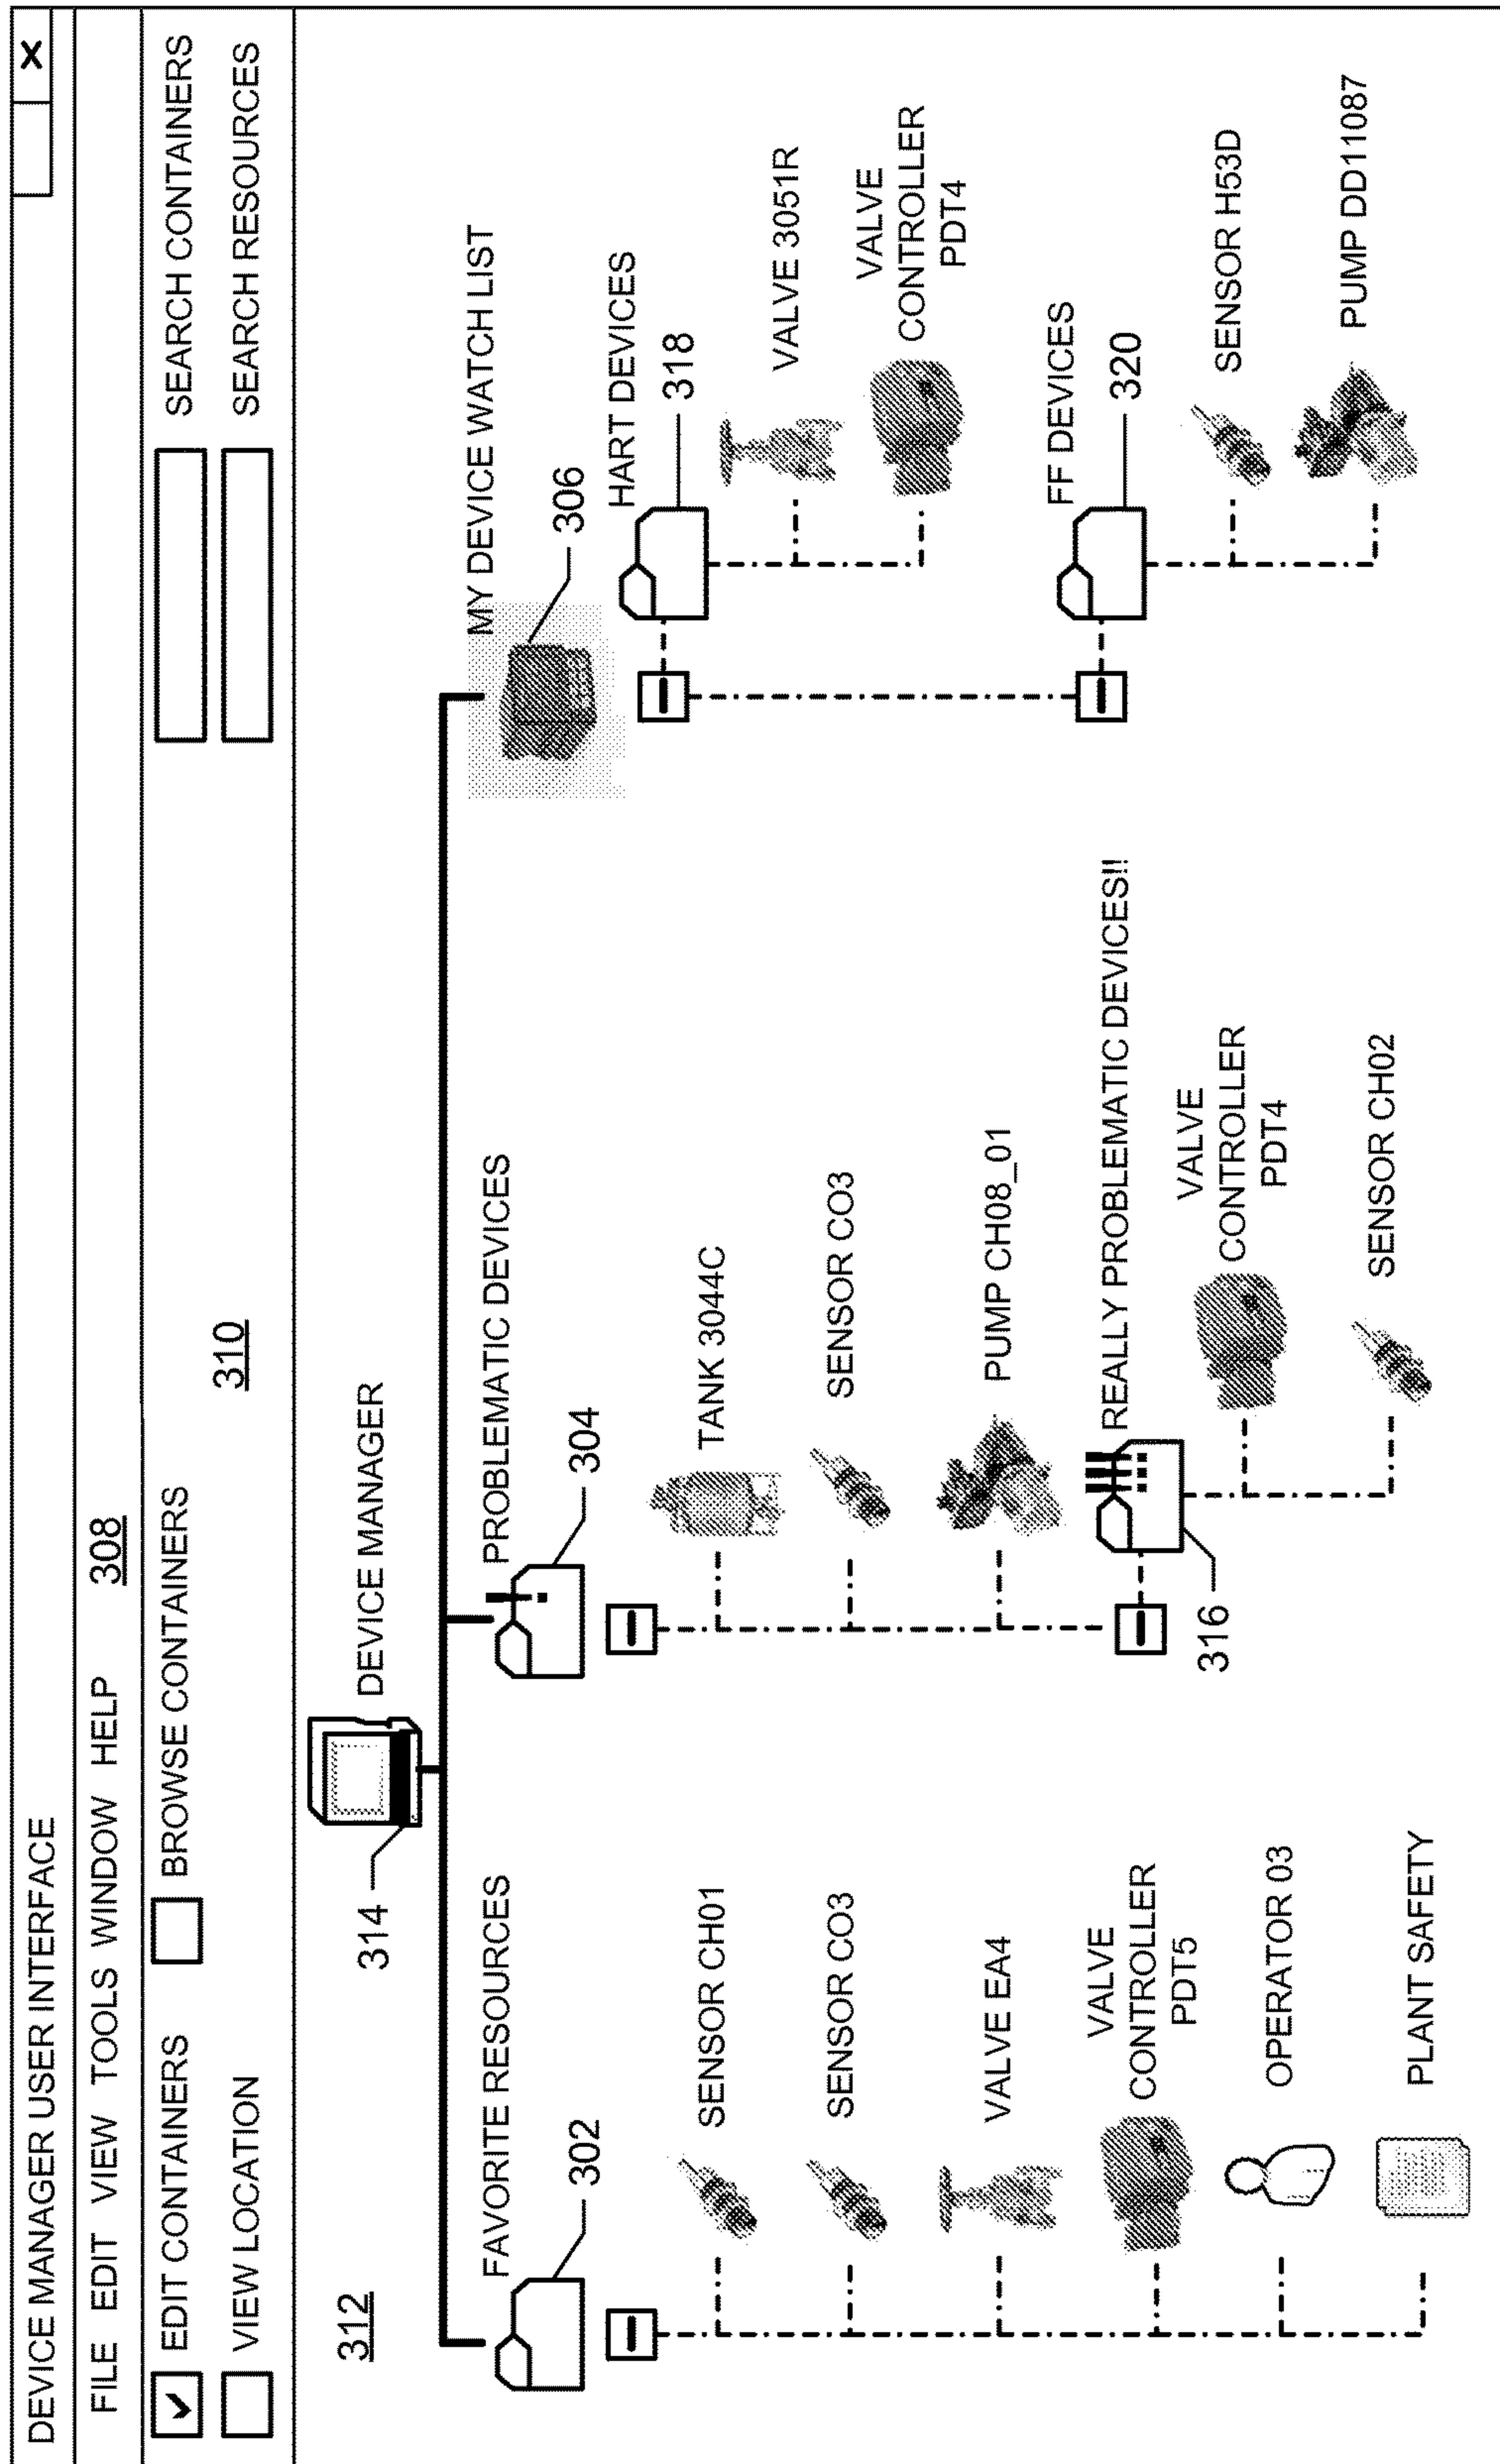 DEVICE MANAGER USER INTERFACE
X
FILE EDIT VIEW TOOLS WINDOW HELP 308
EDIT CONTAINERS
BROWSE CONTAINERS
SEARCH CONTAINERS
VIEW LOCATION
310
SEARCH RESOURCES
312
314
DEVICE MANAGER
FAVORITE RESOURCES
302
SENSOR CH01
SENSOR CO3
VALVE EA4
VALVE
CONTROLLER
PDT5
OPERATOR 03
PLANT SAFETY
PROBLEMATIC DEVICES
304
TANK 3044C
SENSOR CO3
PUMP CH08_01
REALLY PROBLEMATIC DEVICES!!
316
VALVE
CONTROLLER
PDT4
SENSOR CH02
MY DEVICE WATCH LIST
306
HART DEVICES
318
VALVE 3051R
VALVE
CONTROLLER
PDT4
FF DEVICES
320
SENSOR H53D
PUMP DD11087